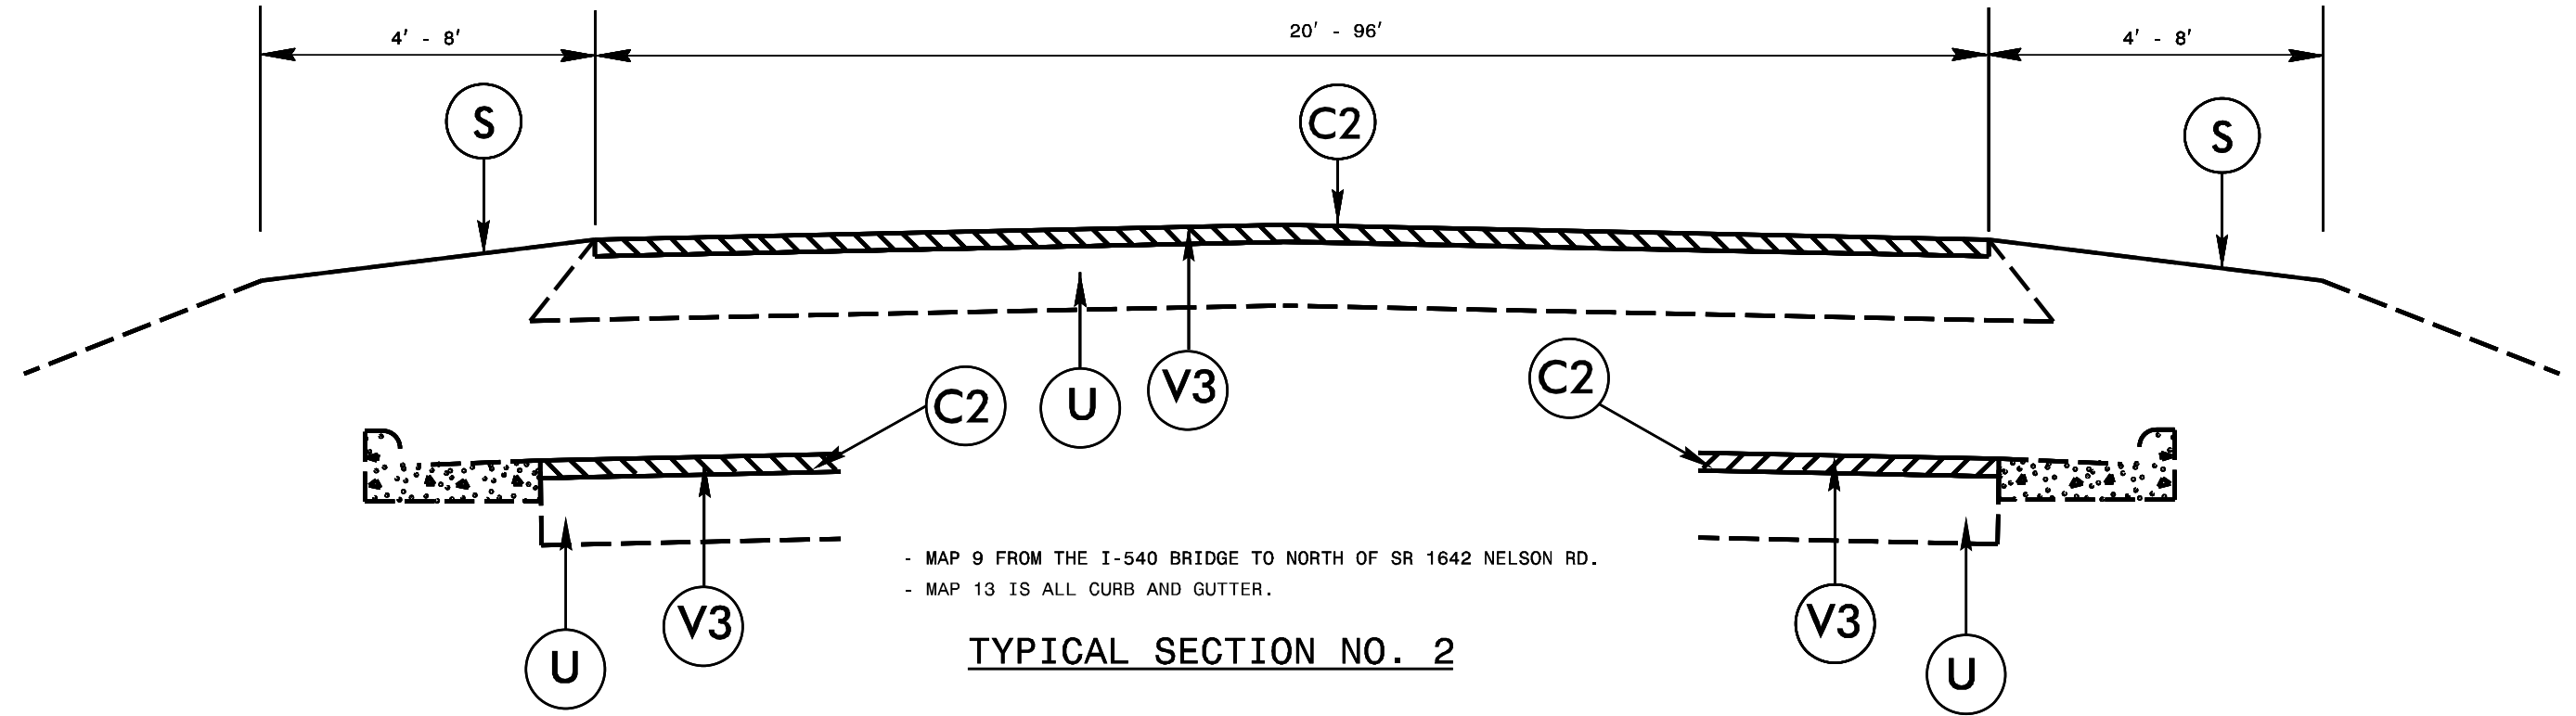 4' - 8'
20' - 96'
4' - 8'
S
C2
S
C2
U
V3
C2
- MAP 9 FROM THE I-540 BRIDGE TO NORTH OF SR 1642 NELSON RD.
- MAP 13 IS ALL CURB AND GUTTER.
V3
V3
TYPICAL SECTION NO. 2
U
U